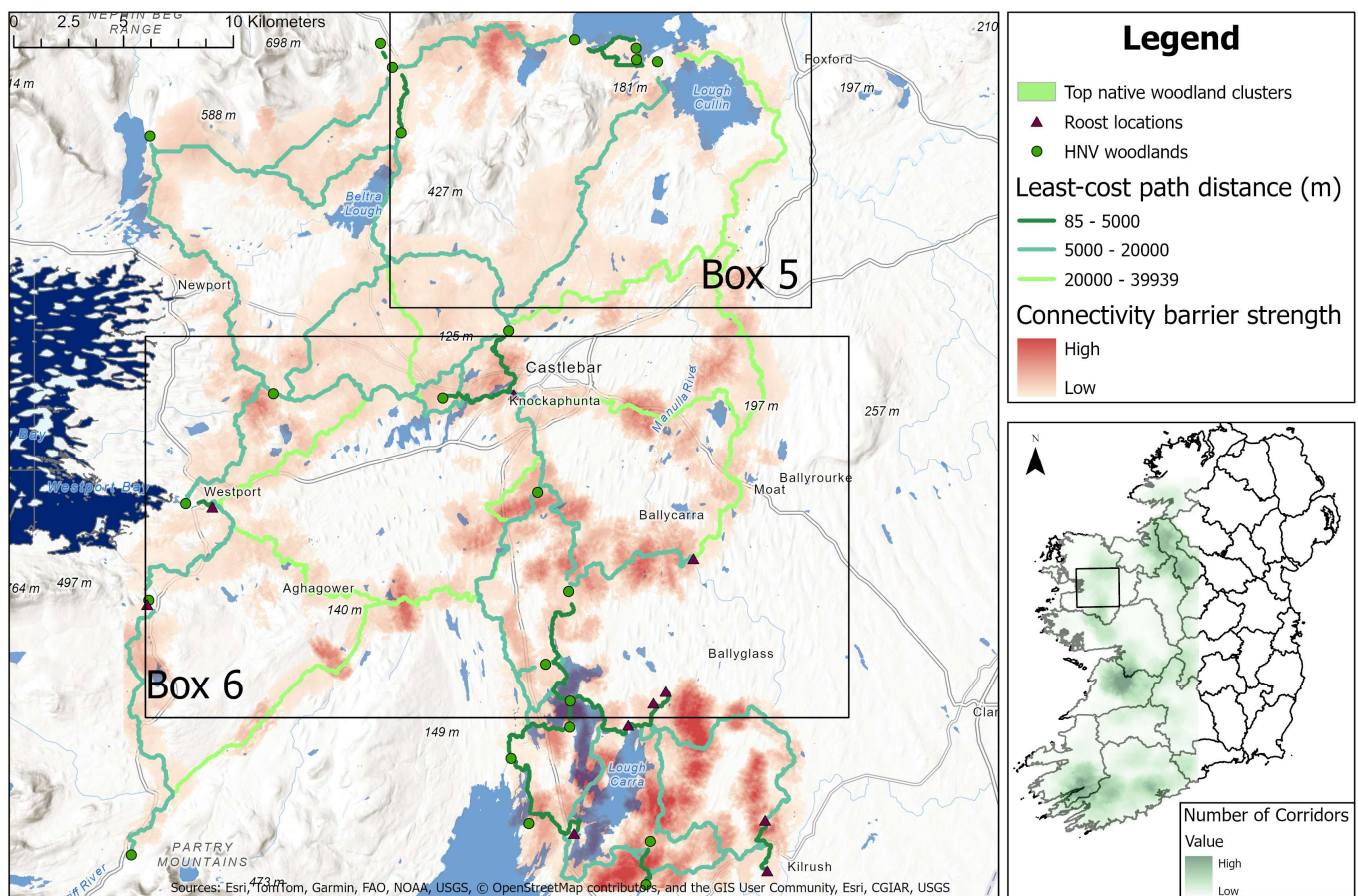 0 2.5 5 10 Kilometers
NEPHIN BEG
RANGE
698 m
14 m
588 m
Foxford
210
181 m
Lough
Cullin
197 m
Beltra
Lough
427 m
Box 5
Newport
125 m
Castlebar
Knockaphunta
Manulla River
197 m
257 m
Bay
Westport Bay
Westport
Ballyrourke
Moat
Ballycarra
764 m
497 m
Aghagower
140 m
Ballyglass
Box 6
149 m
Lough
Carra
Clar
PARTRY
MOUNTAINS
473 m
Kilrush
River
Sources: Esri, TomTom, Garmin, FAO, NOAA, USGS, © OpenStreetMap contributors, and the GIS User Community, Esri, CGIAR, USGS
Legend
Top native woodland clusters
Roost locations
HNV woodlands
Least-cost path distance (m)
85 - 5000
5000 - 20000
20000 - 39939
Connectivity barrier strength
High
Low
N
Number of Corridors
Value
High
Low